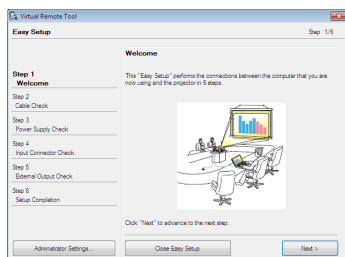 Virtual Remote Tool
Easy Setup
Step 1/6
Welcome
Step 1
Welcome
This "Easy Setup" performs the connections between the computer that you are
now using and the projector in 6 steps.
Step 2
Cable Check
Step 3
Power Supply Check
Step 4
Input Connector Check
Step 5
External Output Check
Step 6
Setup Completion
Click "Next" to advance to the next step.
Administrator Settings...
Close Easy Setup
Next >